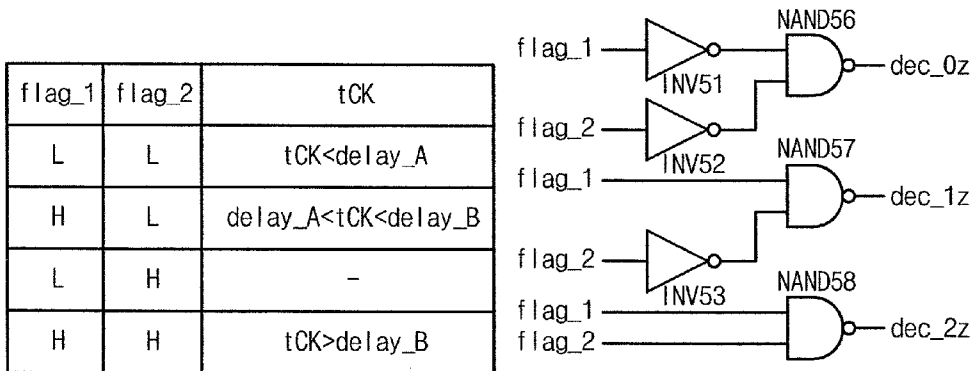 flag_1 flag_2 tCK
L L tCK<delay_A
H L delay_A<tCK<delay_B
L H -
H H tCK>delay_B
NAND56
flag_1
dec_0z
INV51
flag_2
INV52
NAND57
flag_1
dec_1z
flag_2
INV53
NAND58
flag_1
dec_2z
flag_2